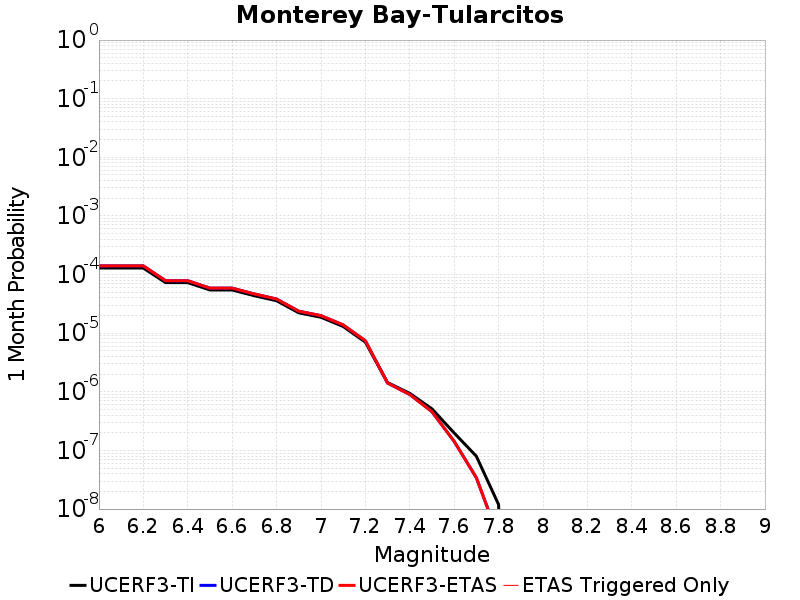 Monterey Bay-Tularcitos
1 Month Probability
10^0
10^-1
10^-2
10^-3
10^-4
10^-5
10^-6
10^-7
10^-8
6 6.2 6.4 6.6 6.8 7 7.2 7.4 7.6 7.8 8 8.2 8.4 8.6 8.8 9
Magnitude
UCERF3-TI UCERF3-TD UCERF3-ETAS ETAS Triggered Only